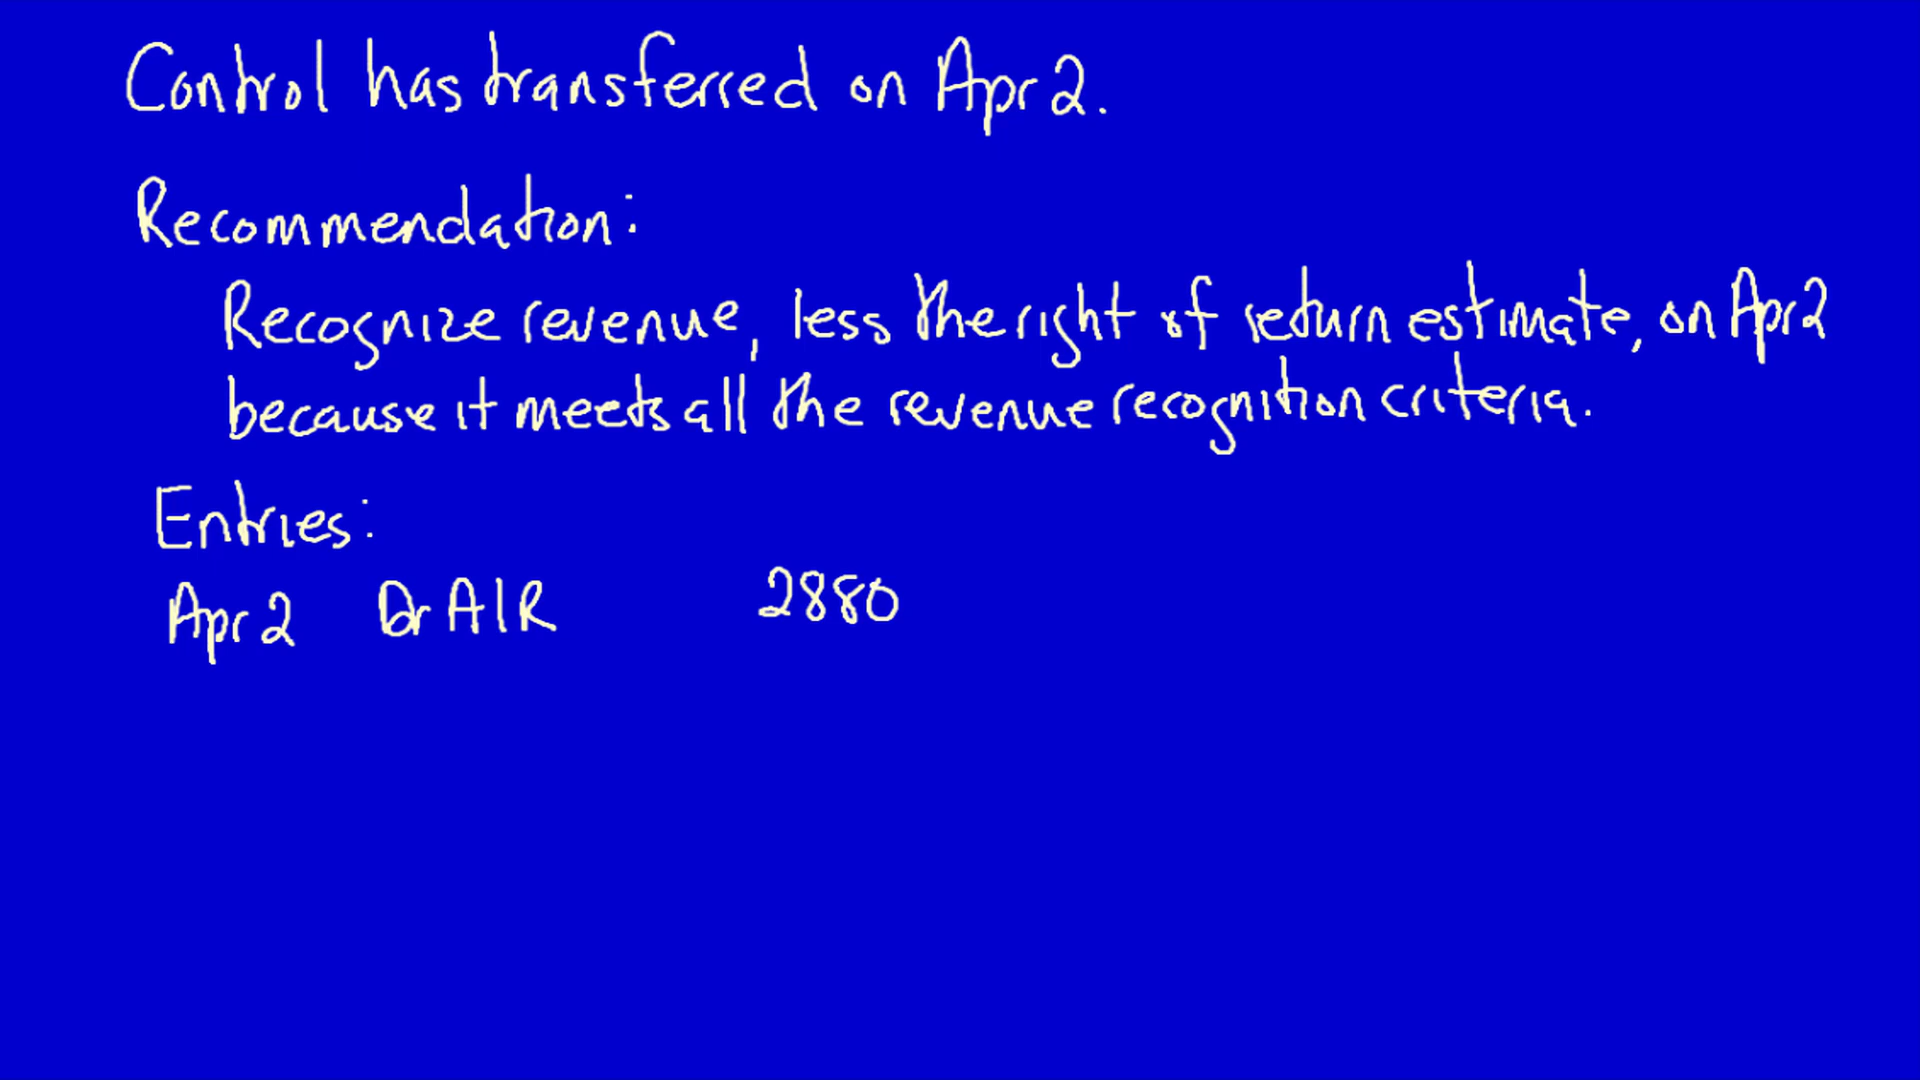 Control has transferred on Apr 2.
Recommendation:
Recognize revenue, less the right of return estimate, on Apr 2
because it meets all the revenue recognition criteria.
Entries:
Apr 2 Dr A/R 2880